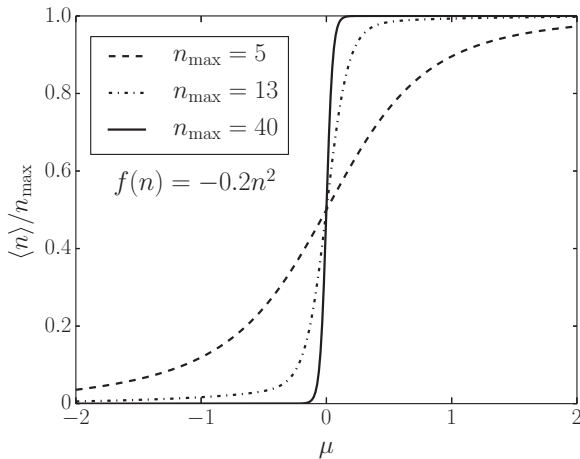 1.0
0.8
0.6
0.4
0.2
0
⟨n⟩/n_max
n_max = 5
n_max = 13
n_max = 40
f(n) = −0.2n²
−2 −1 0 1 2
μ